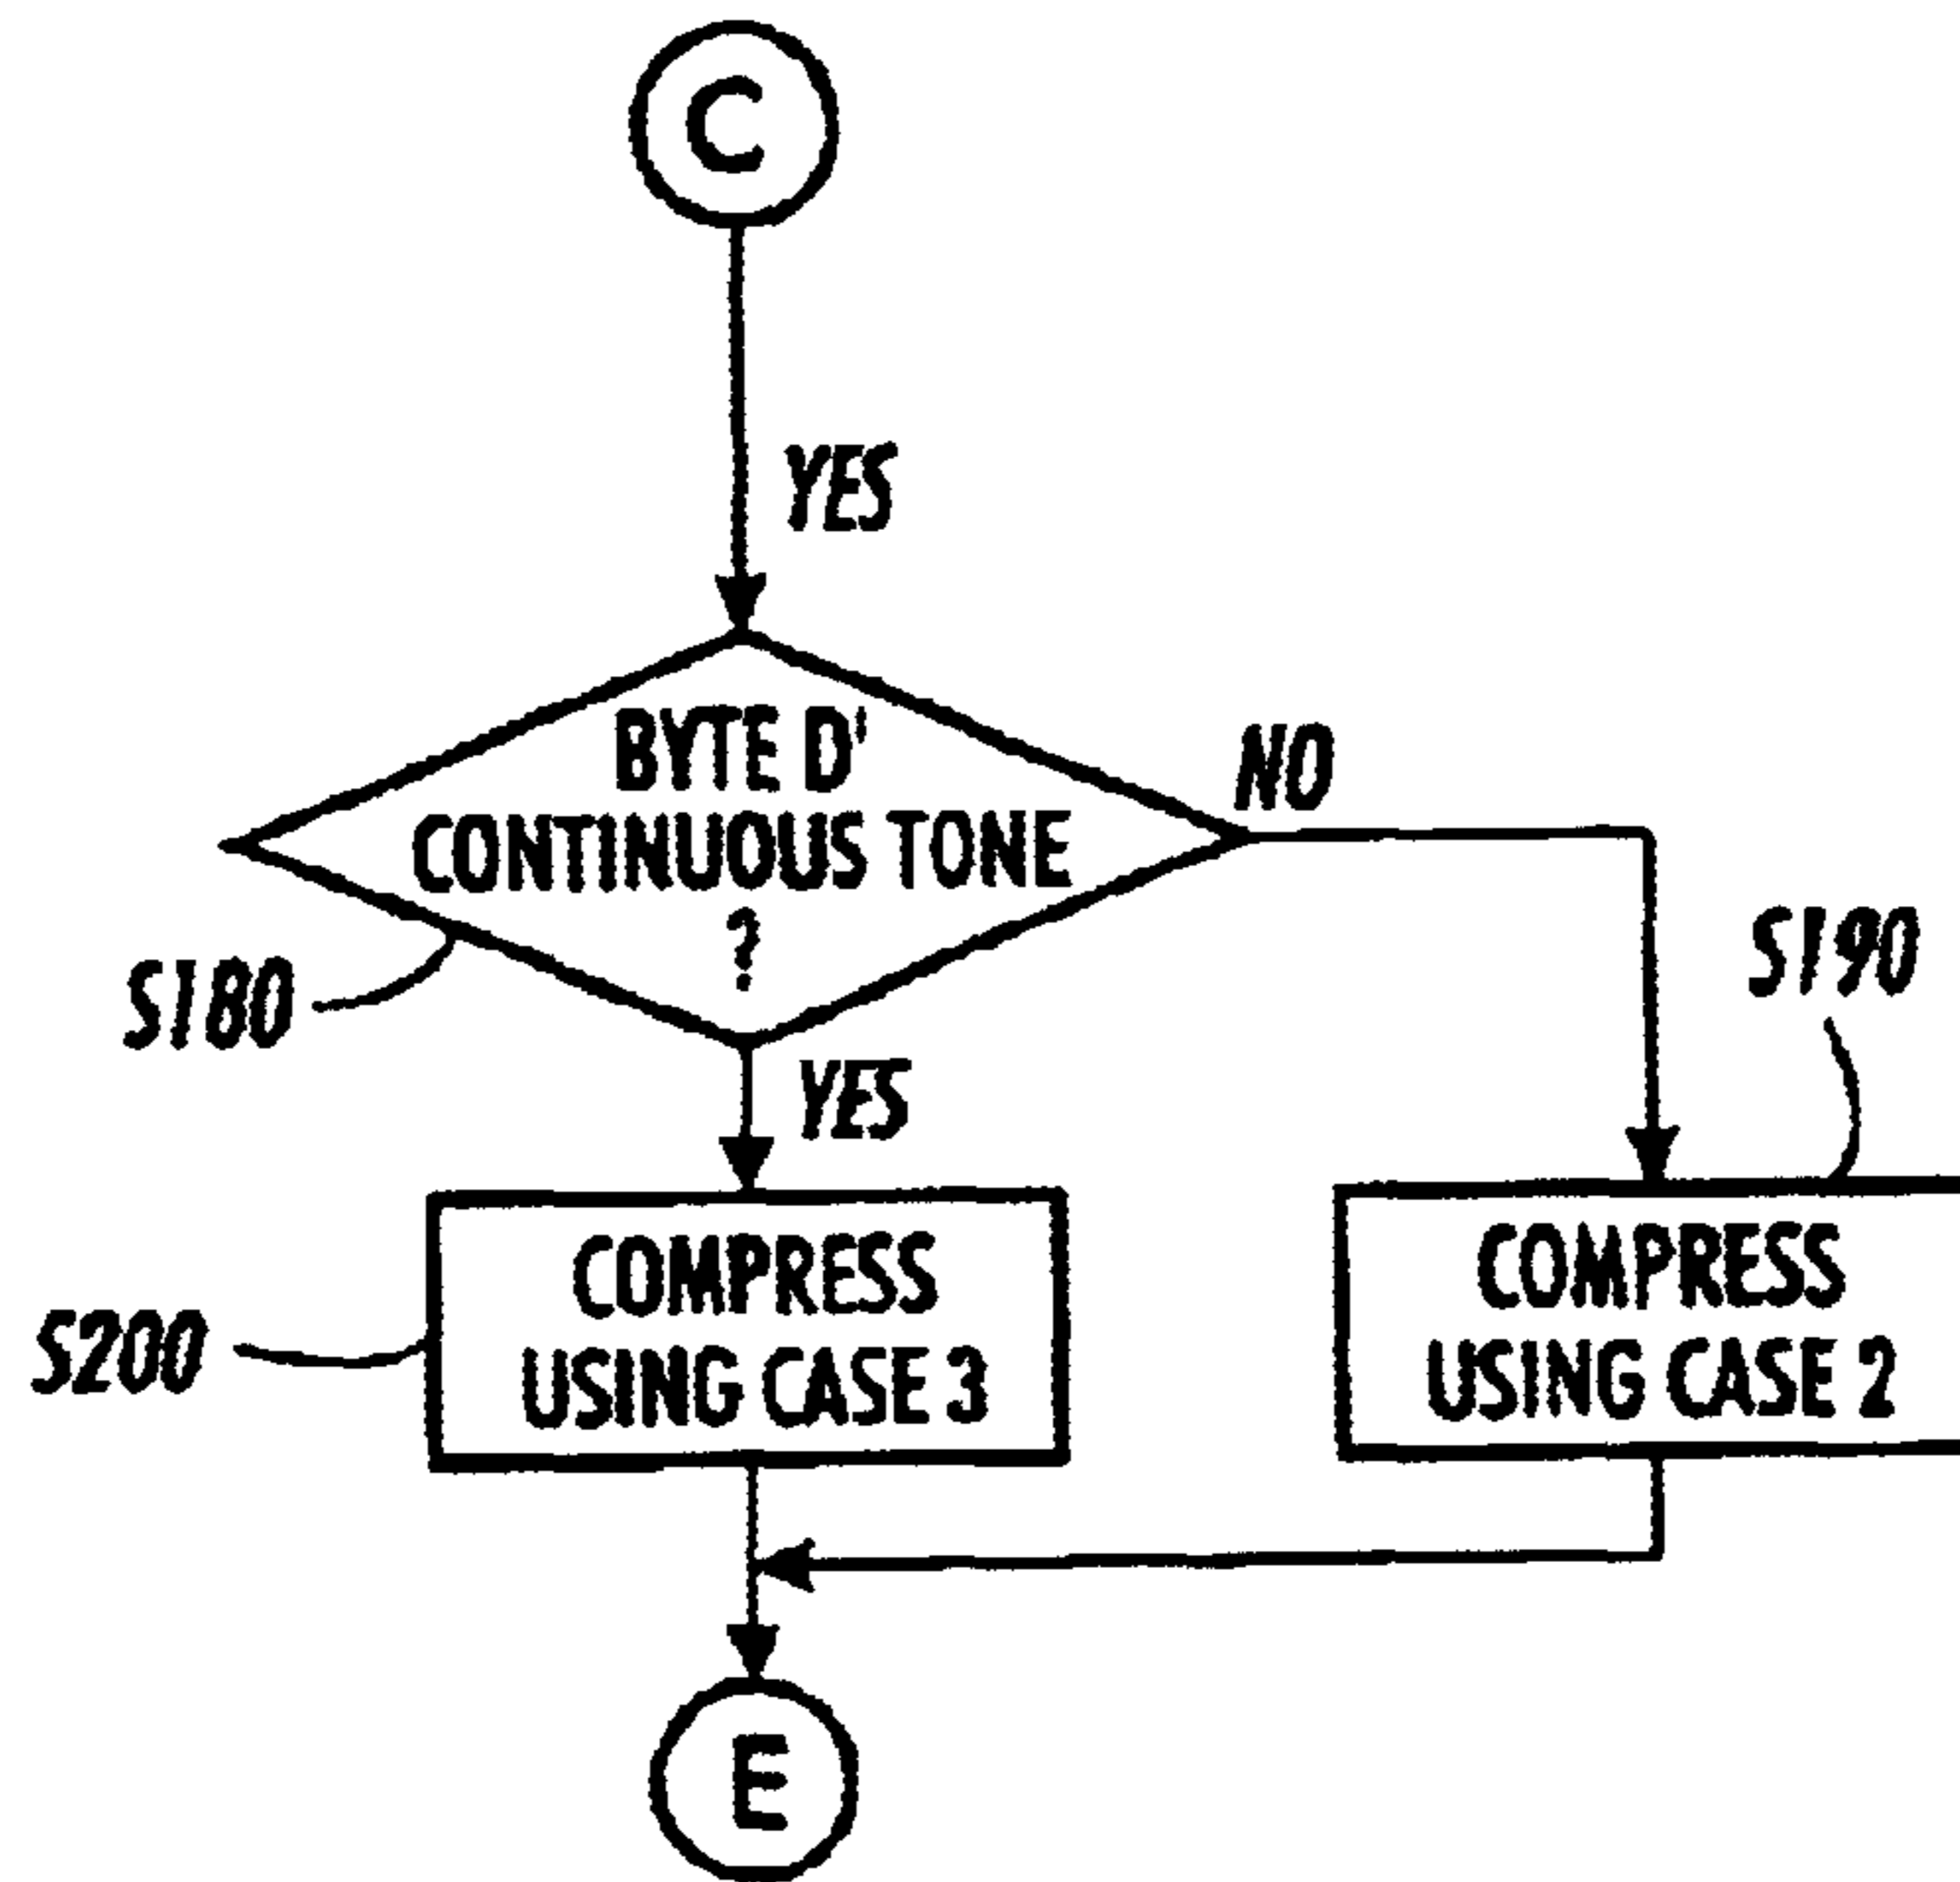 C
YES
BYTE D'
CONTINUOUS TONE
?
NO
S180
S190
YES
COMPRESS
USING CASE 3
S200
COMPRESS
USING CASE 2
E